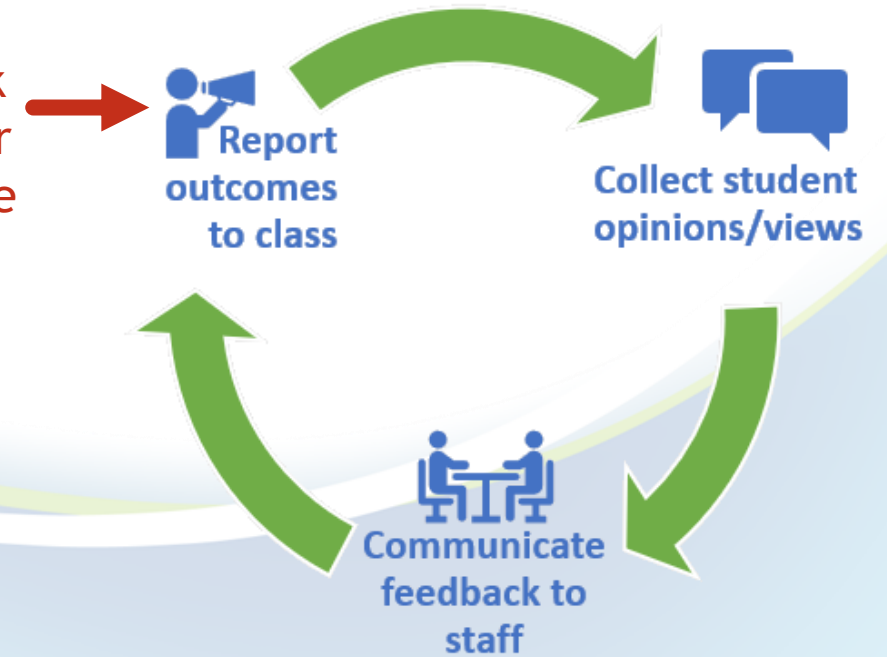 Report
outcomes
to class
Collect student
opinions/views
Communicate
feedback to
staff